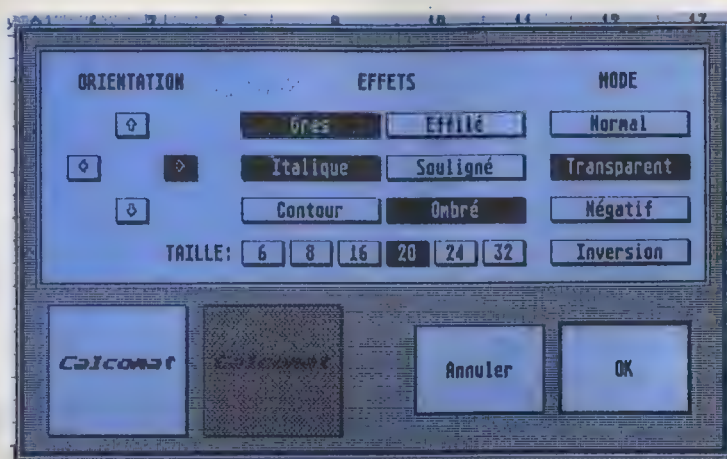 ORIENTATION EFFETS MODE
Gras Effilé Normal
Italique Souligné Transparent
Contour Ombré Négatif
TAILLE: 6 8 16 20 24 32 Inversion
Calcomat Calcomat Annuler OK